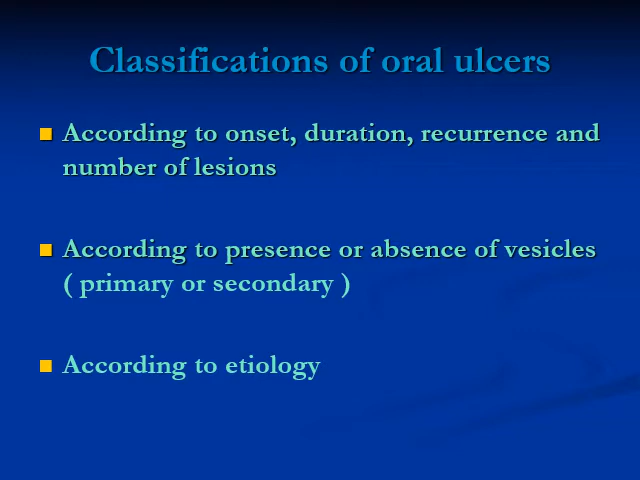 Classifications of oral ulcers
According to onset, duration, recurrence and
number of lesions
According to presence or absence of vesicles
( primary or secondary )
According to etiology